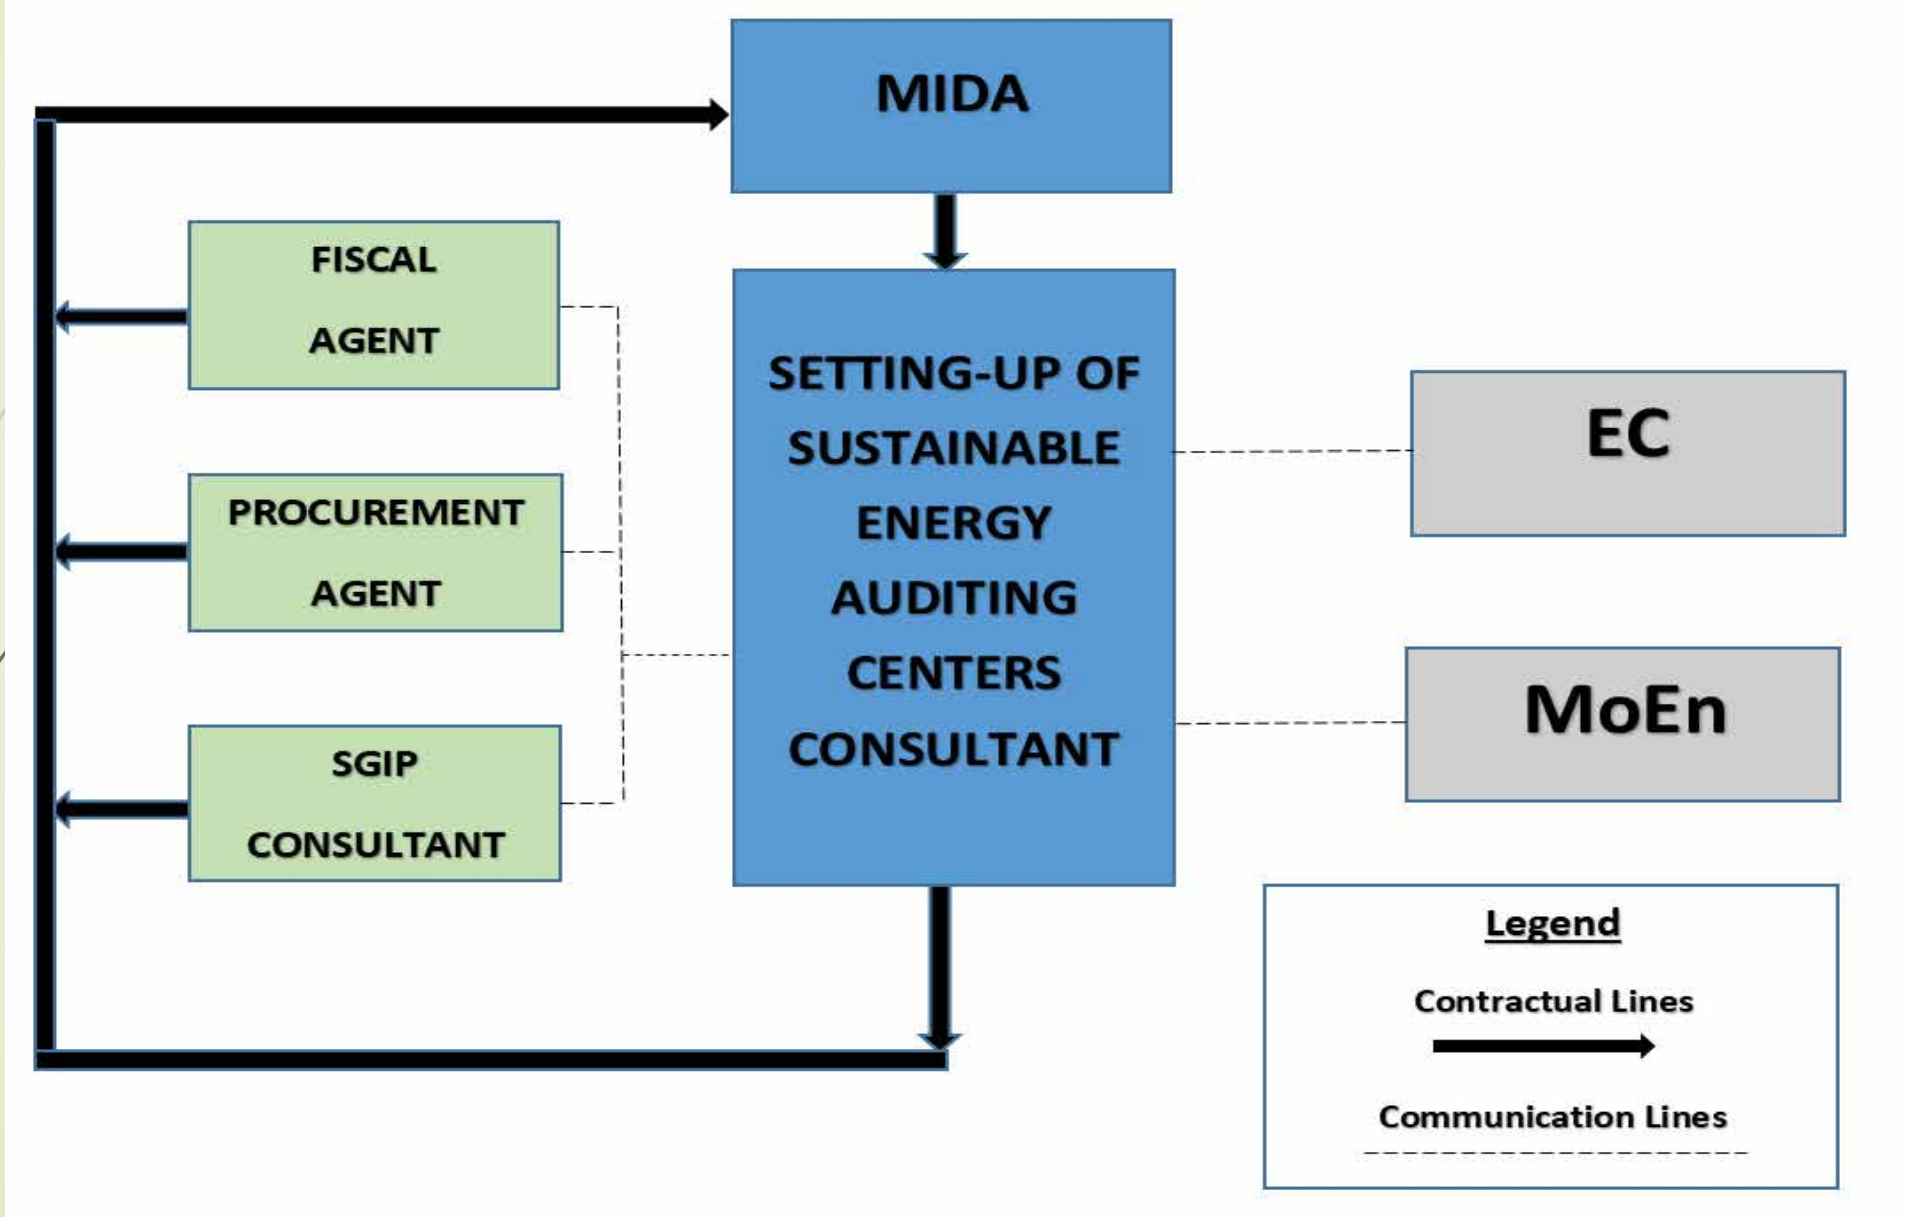 MIDA
FISCAL
AGENT
PROCUREMENT
AGENT
SGIP
CONSULTANT
SETTING-UP OF
SUSTAINABLE
ENERGY
AUDITING
CENTERS
CONSULTANT
EC
MoEn
Legend
Contractual Lines
Communication Lines